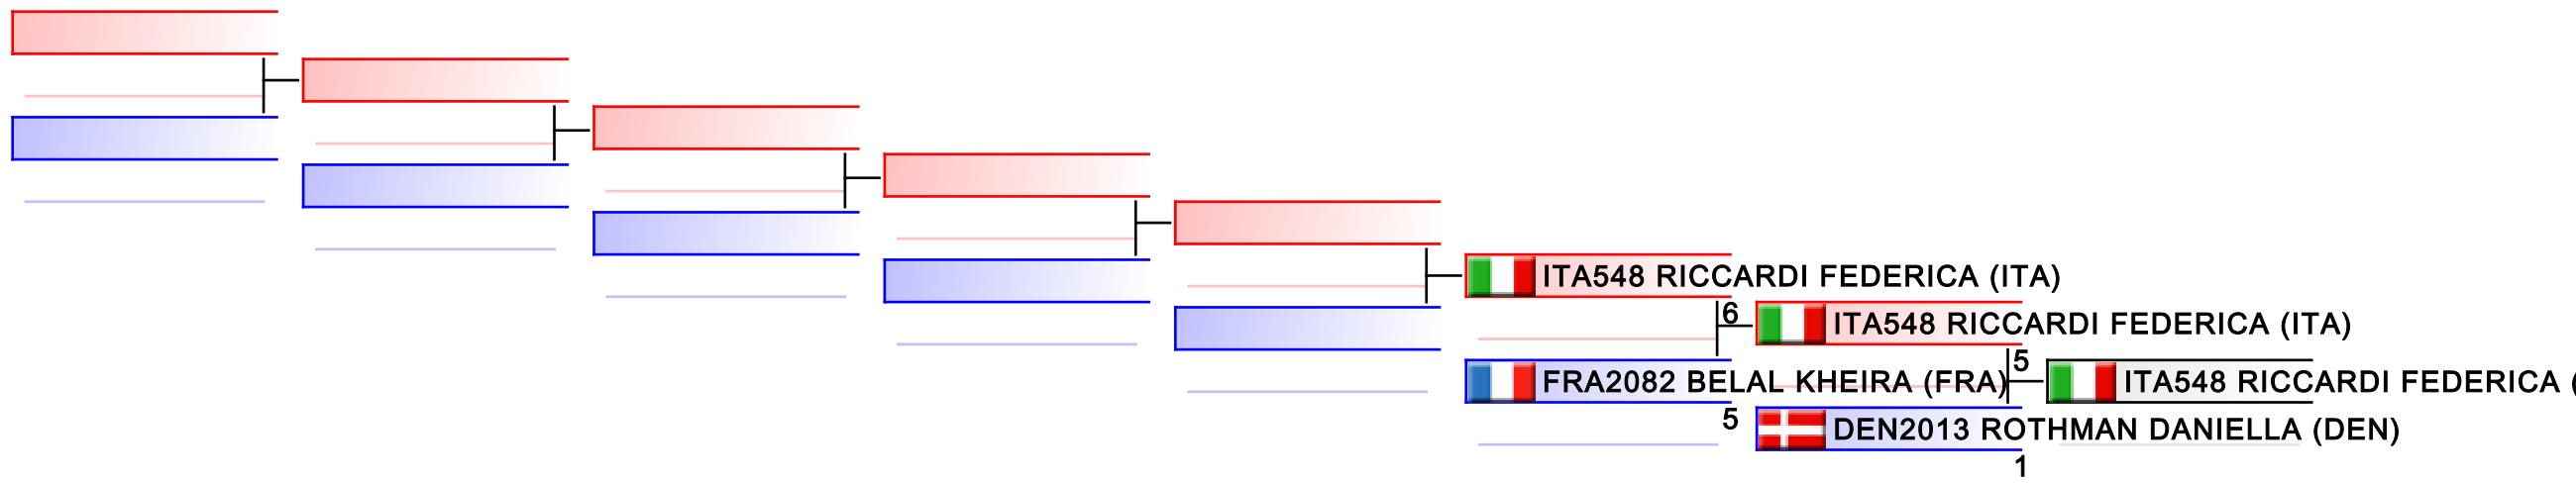 ITA548 RICCARDI FEDERICA (ITA)
6
ITA548 RICCARDI FEDERICA (ITA)
5
FRA2082 BELAL KHEIRA (FRA)
ITA548 RICCARDI FEDERICA (
5
DEN2013 ROTHMAN DANIELLA (DEN)
1